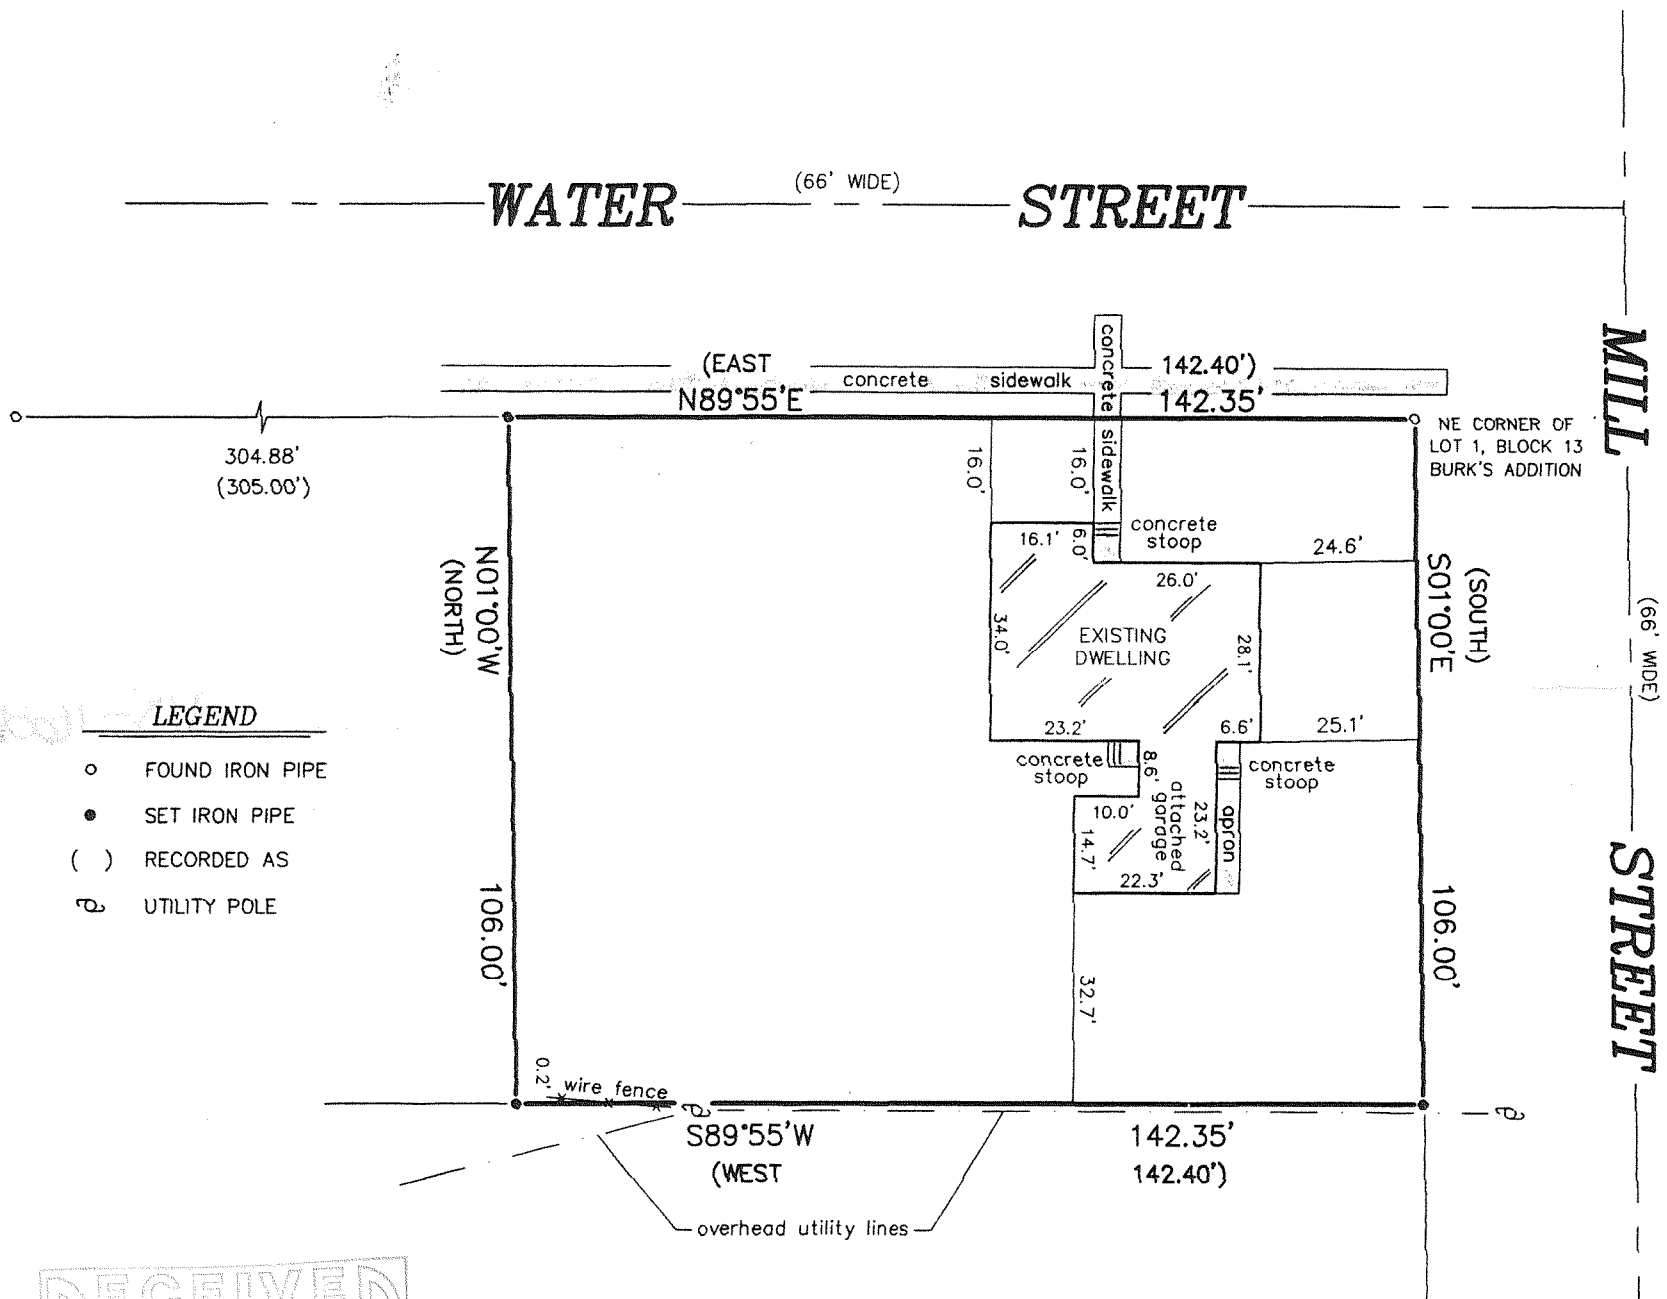 WATER STREET
(66' WIDE)
MILL STREET
(66' WIDE)
(EAST 142.40')
concrete sidewalk
N89°55'E 142.35'
concrete sidewalk
304.88'
(305.00')
NE CORNER OF
LOT 1, BLOCK 13
BURK'S ADDITION
16.0'
16.0'
concrete
stoop
16.1'
6.0'
24.6'
26.0'
N01°00'W
(NORTH)
106.00'
(SOUTH)
S01°00'E
106.00'
34.0'
EXISTING
DWELLING
28.1'
23.2'
6.6'
25.1'
concrete
stoop
concrete
stoop
8.6'
attached
garage
23.2'
apron
10.0'
14.7'
22.3'
32.7'
LEGEND
FOUND IRON PIPE
SET IRON PIPE
( ) RECORDED AS
UTILITY POLE
0.2'
wire fence
S89°55'W 142.35'
(WEST 142.40')
overhead utility lines
RECEIVED